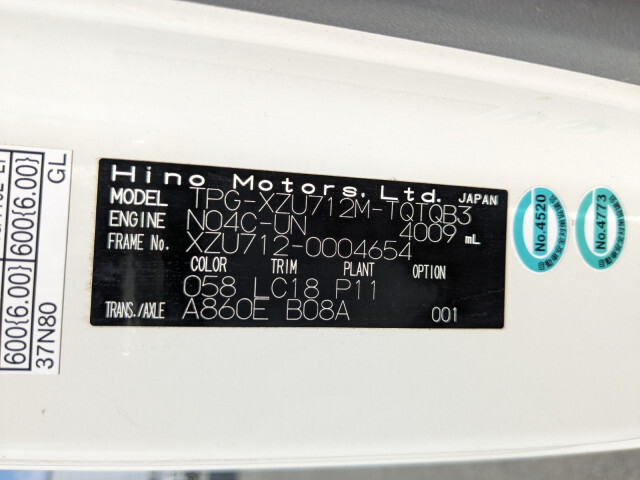 Hino Motors, Ltd. JAPAN
MODEL TPG-XZU712M-TQTQB3
ENGINE N04C-UN 4009 mL
FRAME No. XZU712-0004654
COLOR TRIM PLANT OPTION
058 LC18 P11
TRANS./AXLE A860E B08A 001
600{6.00} 600{6.00}
37N80 GL
No.4520
No.4773